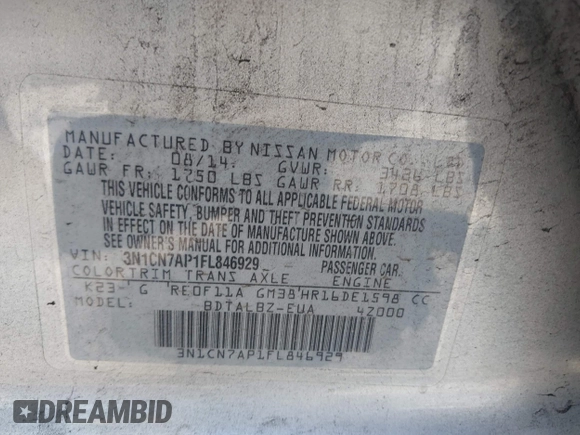 MANUFACTURED BY NISSAN MOTOR CO., LTD.
DATE: 08/14 GVWR: 3426 LBS
GAWR FR: 1750 LBS GAWR RR: 1708 LBS
THIS VEHICLE CONFORMS TO ALL APPLICABLE FEDERAL MOTOR
VEHICLE SAFETY, BUMPER AND THEFT PREVENTION STANDARDS
IN EFFECT ON THE DATE OF MANUFACTURE SHOWN ABOVE.
SEE OWNER'S MANUAL, ADDITIONAL INFORMATION
VIN: 3N1CN7AP1FL846929 PASSENGER CAR
COLOR TRIM TRANS AXLE ENGINE
K23- G RE0F11A GM38 HR16DE1598 CC
MODEL: BDTALBZ-EUA 42000
3N1CN7AP1FL846929
DREAMBID